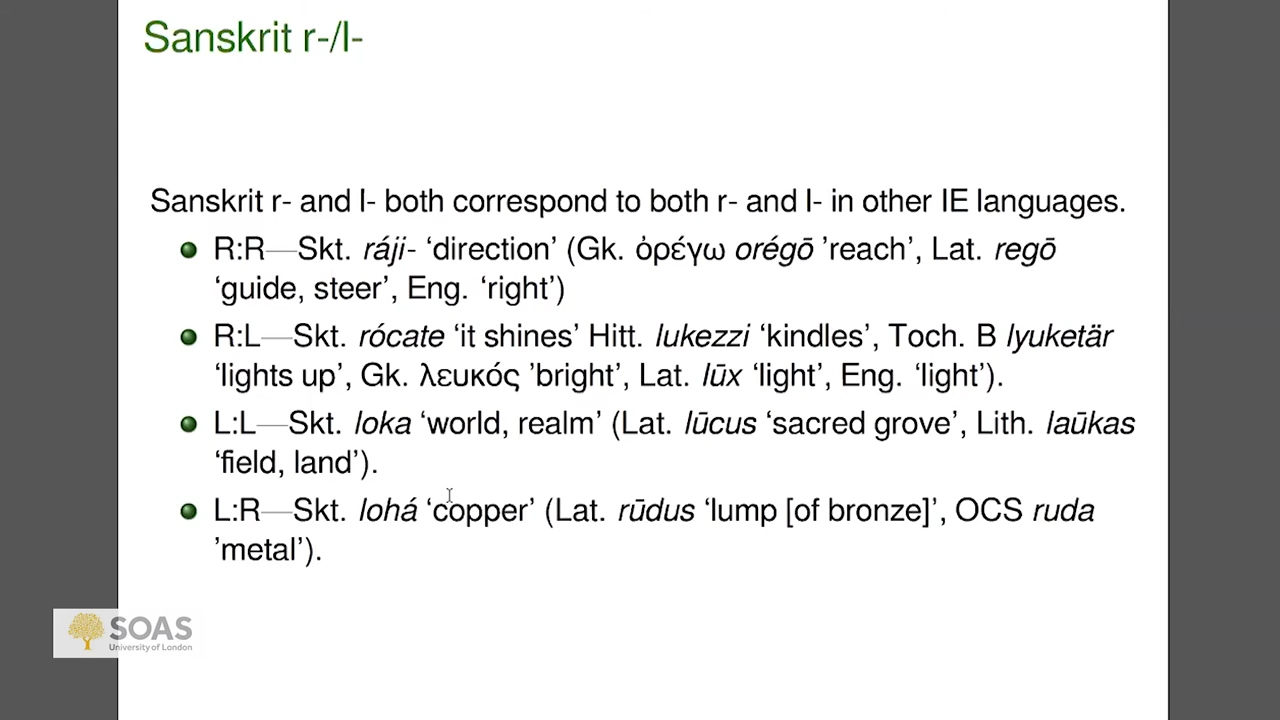 Sanskrit r-/l-
Sanskrit r- and l- both correspond to both r- and l- in other IE languages.
R:R—Skt. ráji- ‘direction’ (Gk. ὀρέγω orégō ’reach’, Lat. regō
‘guide, steer’, Eng. ‘right’)
R:L—Skt. rócate ‘it shines’ Hitt. lukezzi ‘kindles’, Toch. B lyuketär
‘lights up’, Gk. λευκός ’bright’, Lat. lūx ‘light’, Eng. ‘light’).
L:L—Skt. loka ‘world, realm’ (Lat. lūcus ‘sacred grove’, Lith. laūkas
‘field, land’).
L:R—Skt. lohá ‘copper’ (Lat. rūdus ‘lump [of bronze]’, OCS ruda
’metal’).
SOAS
University of London